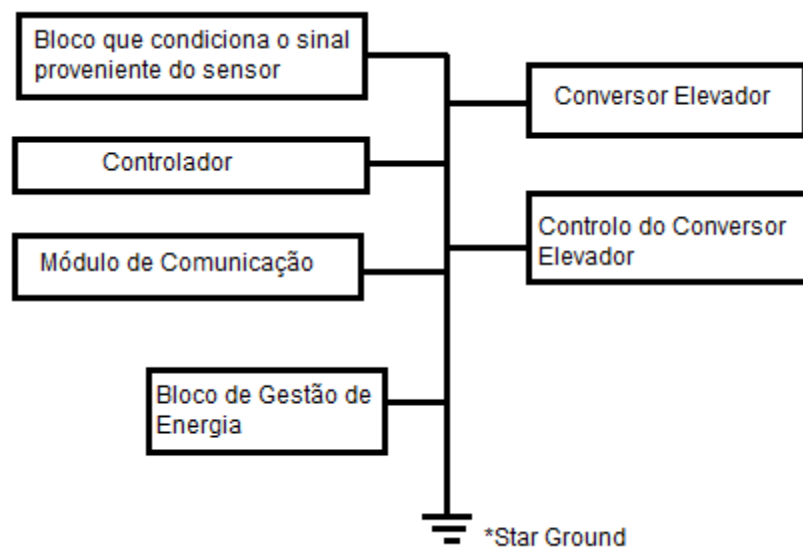 Bloco que condiciona o sinal
proveniente do sensor
Conversor Elevador
Controlador
Controlo do Conversor
Elevador
Módulo de Comunicação
Bloco de Gestão de
Energia
*Star Ground